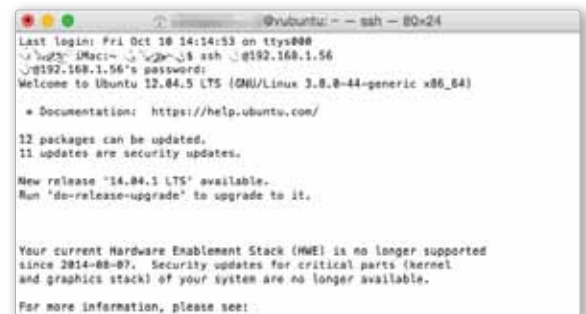 @vubuntu: ~ — ssh — 80×24
Last login: Fri Oct 10 14:14:53 on ttys000
iMac:~ $ ssh @192.168.1.56
@192.168.1.56's password:
Welcome to Ubuntu 12.04.5 LTS (GNU/Linux 3.8.0-44-generic x86_64)
* Documentation: https://help.ubuntu.com/
12 packages can be updated.
11 updates are security updates.
New release '14.04.1 LTS' available.
Run 'do-release-upgrade' to upgrade to it.
Your current Hardware Enablement Stack (HWE) is no longer supported
since 2014-08-07. Security updates for critical parts (kernel
and graphics stack) of your system are no longer available.
For more information, please see: